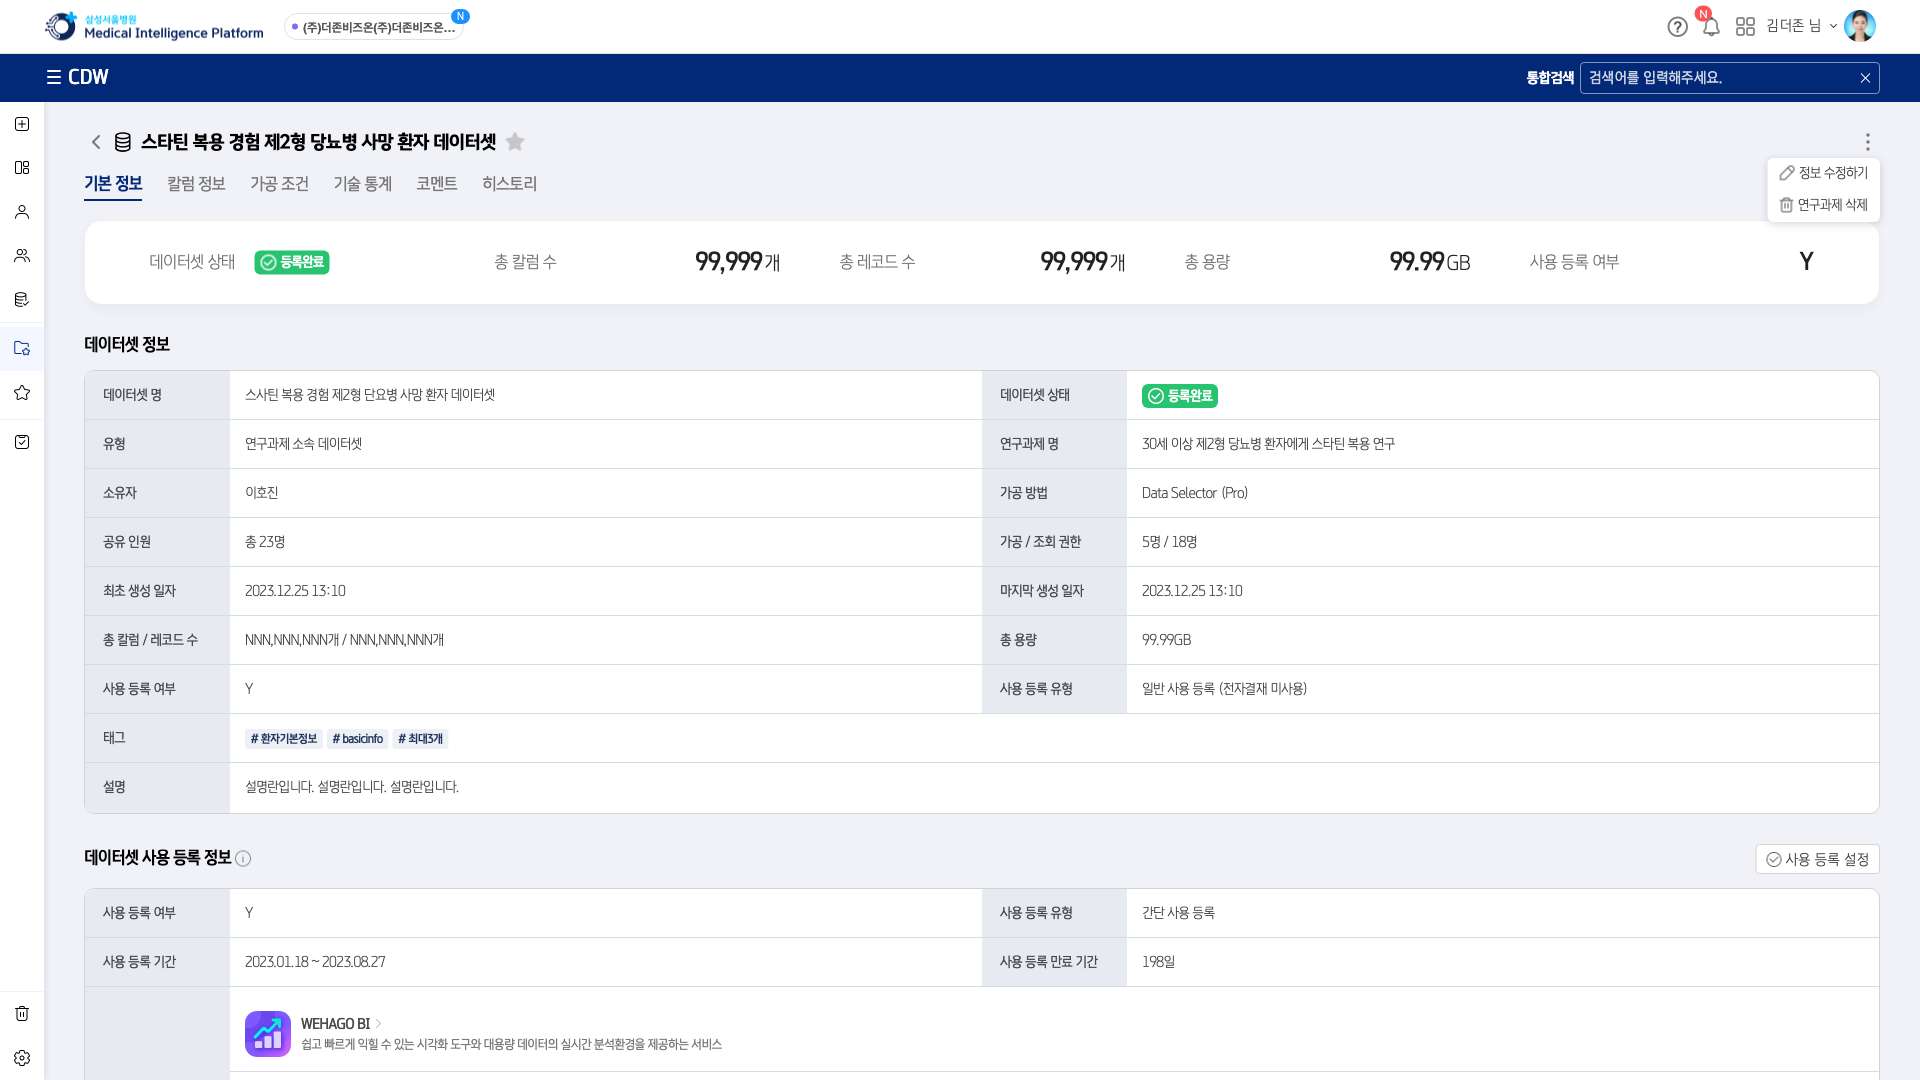 삼성서울병원
Medical Intelligence Platform
(주)더존비즈온(주)더존비즈온...
N
N
김더존 님
CDW
통합검색
검색어를 입력해주세요.
스타틴 복용 경험 제2형 당뇨병 사망 환자 데이터셋
정보 수정하기
연구과제 삭제
기본 정보 칼럼 정보 가공 조건 기술 통계 코멘트 히스토리
데이터셋 상태 등록완료 총 칼럼 수 99,999개 총 레코드 수 99,999개 총 용량 99.99GB 사용 등록 여부 Y
데이터셋 정보
데이터셋 명 스사틴 복용 경험 제2형 단요병 사망 환자 데이터셋 데이터셋 상태 등록완료
유형 연구과제 소속 데이터셋 연구과제 명 30세 이상 제2형 당뇨병 환자에게 스타틴 복용 연구
소유자 이호진 가공 방법 Data Selector (Pro)
공유 인원 총 23명 가공 / 조회 권한 5명 / 18명
최초 생성 일자 2023.12.25 13:10 마지막 생성 일자 2023.12.25 13:10
총 칼럼 / 레코드 수 NNN,NNN,NNN개 / NNN,NNN,NNN개 총 용량 99.99GB
사용 등록 여부 Y 사용 등록 유형 일반 사용 등록 (전자결재 미사용)
태그 # 환자기본정보 # basicinfo # 최대3개
설명 설명란입니다. 설명란입니다. 설명란입니다.
데이터셋 사용 등록 정보
사용 등록 설정
사용 등록 여부 Y 사용 등록 유형 간단 사용 등록
사용 등록 기간 2023.01.18 ~ 2023.08.27 사용 등록 만료 기간 198일
WEHAGO BI
쉽고 빠르게 익힐 수 있는 시각화 도구와 대용량 데이터의 실시간 분석환경을 제공하는 서비스